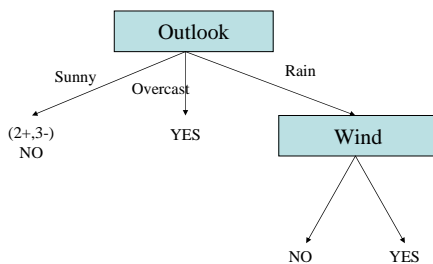 Outlook
Sunny
Overcast
Rain
(2+,3-)
NO
YES
Wind
NO
YES